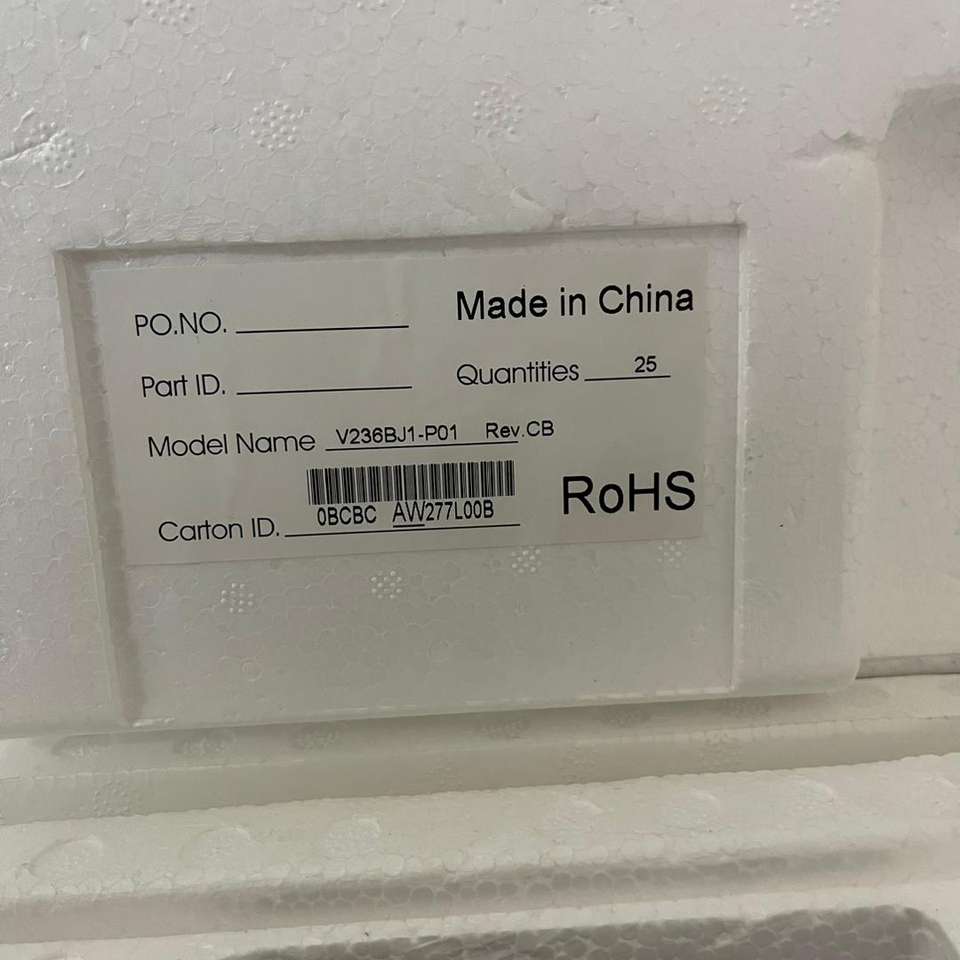 PO.NO. Made in China
Part ID. Quantities 25
Model Name V236BJ1-P01 Rev.CB
Carton ID. 0BCBC AW277L00B RoHS